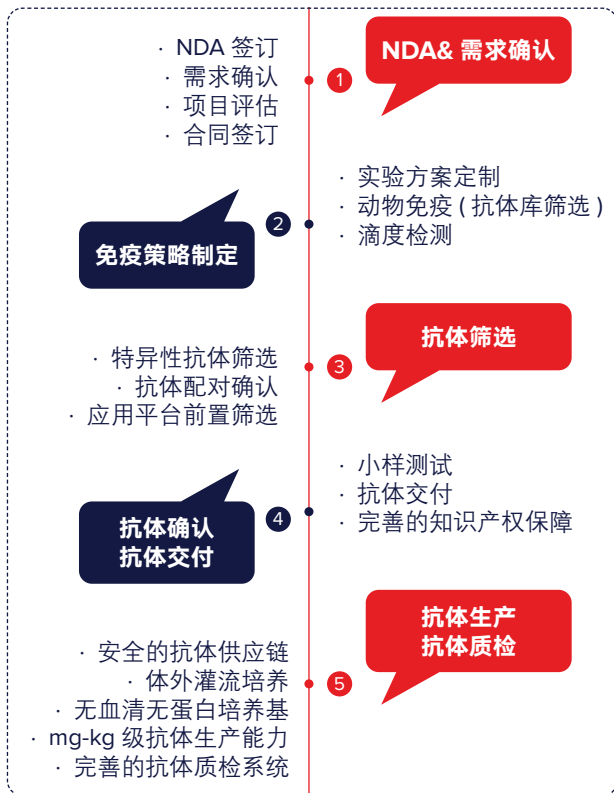 NDA& 需求确认
1
· NDA 签订
· 需求确认
· 项目评估
· 合同签订
免疫策略制定
2
· 实验方案定制
· 动物免疫 ( 抗体库筛选 )
· 滴度检测
抗体筛选
3
· 特异性抗体筛选
· 抗体配对确认
· 应用平台前置筛选
抗体确认
抗体交付
4
· 小样测试
· 抗体交付
· 完善的知识产权保障
抗体生产
抗体质检
5
· 安全的抗体供应链
· 体外灌流培养
· 无血清无蛋白培养基
· mg-kg 级抗体生产能力
· 完善的抗体质检系统